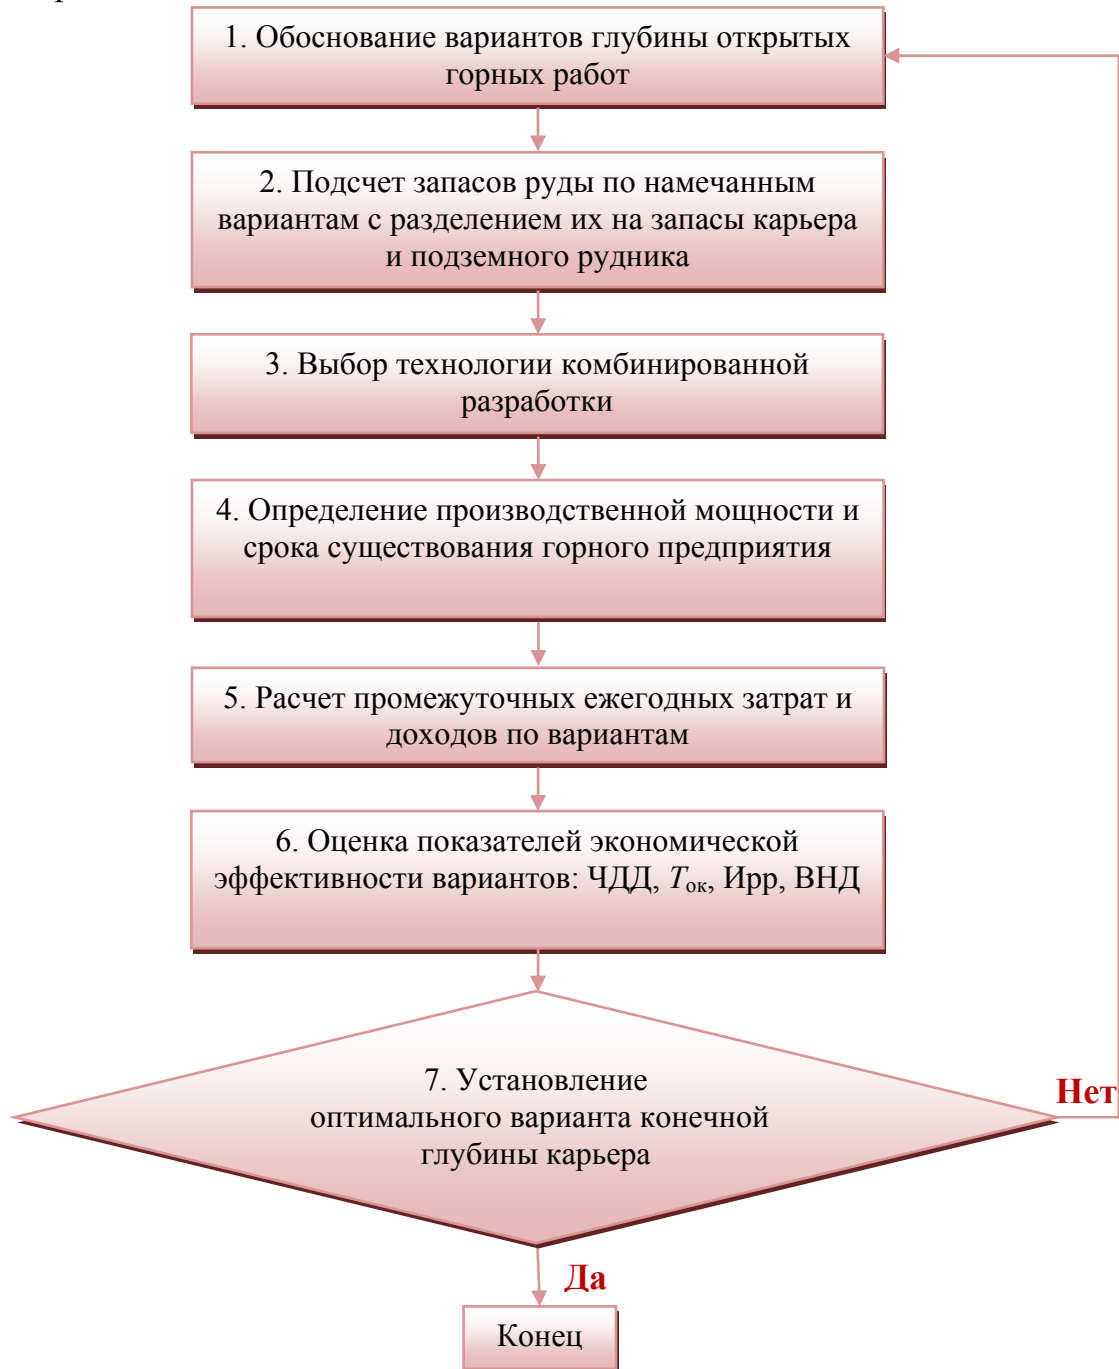 1. Обоснование вариантов глубины открытых
горных работ
2. Подсчет запасов руды по намечанным
вариантам с разделением их на запасы карьера
и подземного рудника
3. Выбор технологии комбинированной
разработки
4. Определение производственной мощности и
срока существования горного предприятия
5. Расчет промежуточных ежегодных затрат и
доходов по вариантам
6. Оценка показателей экономической
эффективности вариантов: ЧДД, Tок, Ирр, ВНД
7. Установление
оптимального варианта конечной
глубины карьера
Нет
Да
Конец